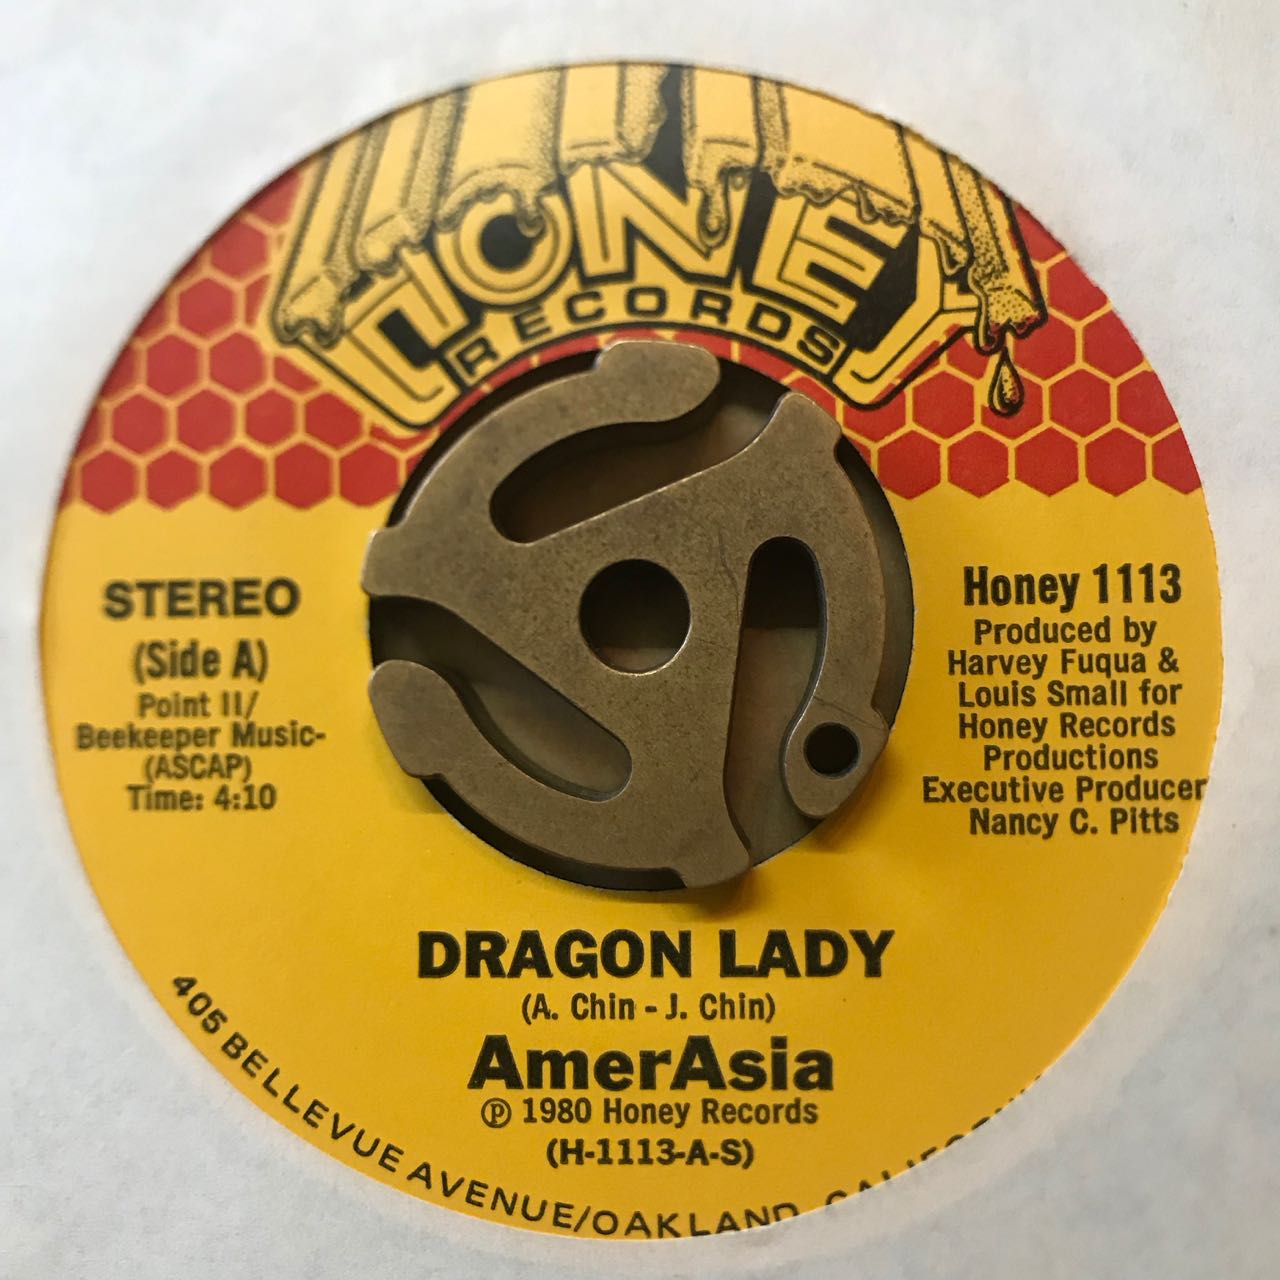 HONEY
RECORDS
STEREO
(Side A)
Point II/
Beekeeper Music-
(ASCAP)
Time: 4:10
Honey 1113
Produced by
Harvey Fuqua &
Louis Small for
Honey Records
Productions
Executive Producer
Nancy C. Pitts
DRAGON LADY
(A. Chin - J. Chin)
AmerAsia
Ⓟ 1980 Honey Records
(H-1113-A-S)
405 BELLEVUE AVENUE/OAKLAND, CALIFORNIA